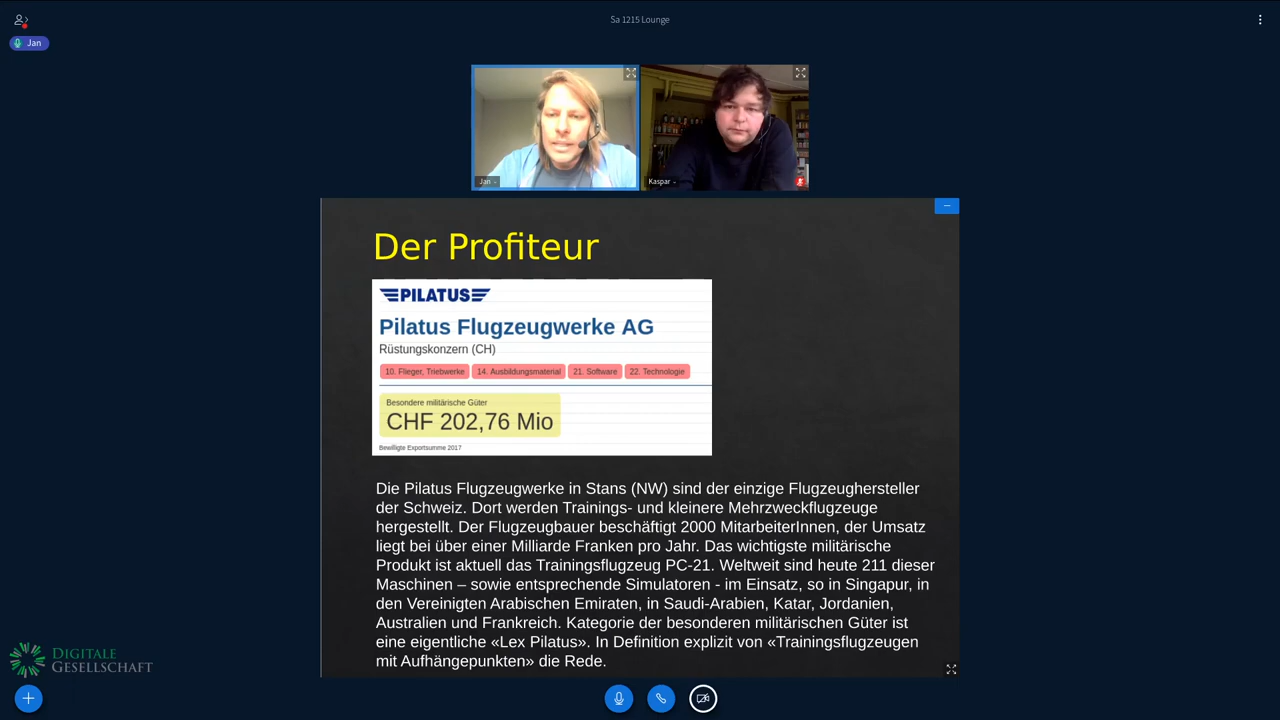 Sa 1215 Lounge
Jan
Jan
Kaspar
Der Profiteur
PILATUS
Pilatus Flugzeugwerke AG
Rüstungskonzern (CH)
10. Flieger, Triebwerke 14. Ausbildungsmaterial 21. Software 22. Technologie
Besondere militärische Güter
CHF 202,76 Mio
Bewilligte Exportsumme 2017
Die Pilatus Flugzeugwerke in Stans (NW) sind der einzige Flugzeughersteller
der Schweiz. Dort werden Trainings- und kleinere Mehrzweckflugzeuge
hergestellt. Der Flugzeugbauer beschäftigt 2000 MitarbeiterInnen, der Umsatz
liegt bei über einer Milliarde Franken pro Jahr. Das wichtigste militärische
Produkt ist aktuell das Trainingsflugzeug PC-21. Weltweit sind heute 211 dieser
Maschinen – sowie entsprechende Simulatoren - im Einsatz, so in Singapur, in
den Vereinigten Arabischen Emiraten, in Saudi-Arabien, Katar, Jordanien,
Australien und Frankreich. Kategorie der besonderen militärischen Güter ist
eine eigentliche «Lex Pilatus». In Definition explizit von «Trainingsflugzeugen
mit Aufhängepunkten» die Rede.
DIGITALE
GESELLSCHAFT